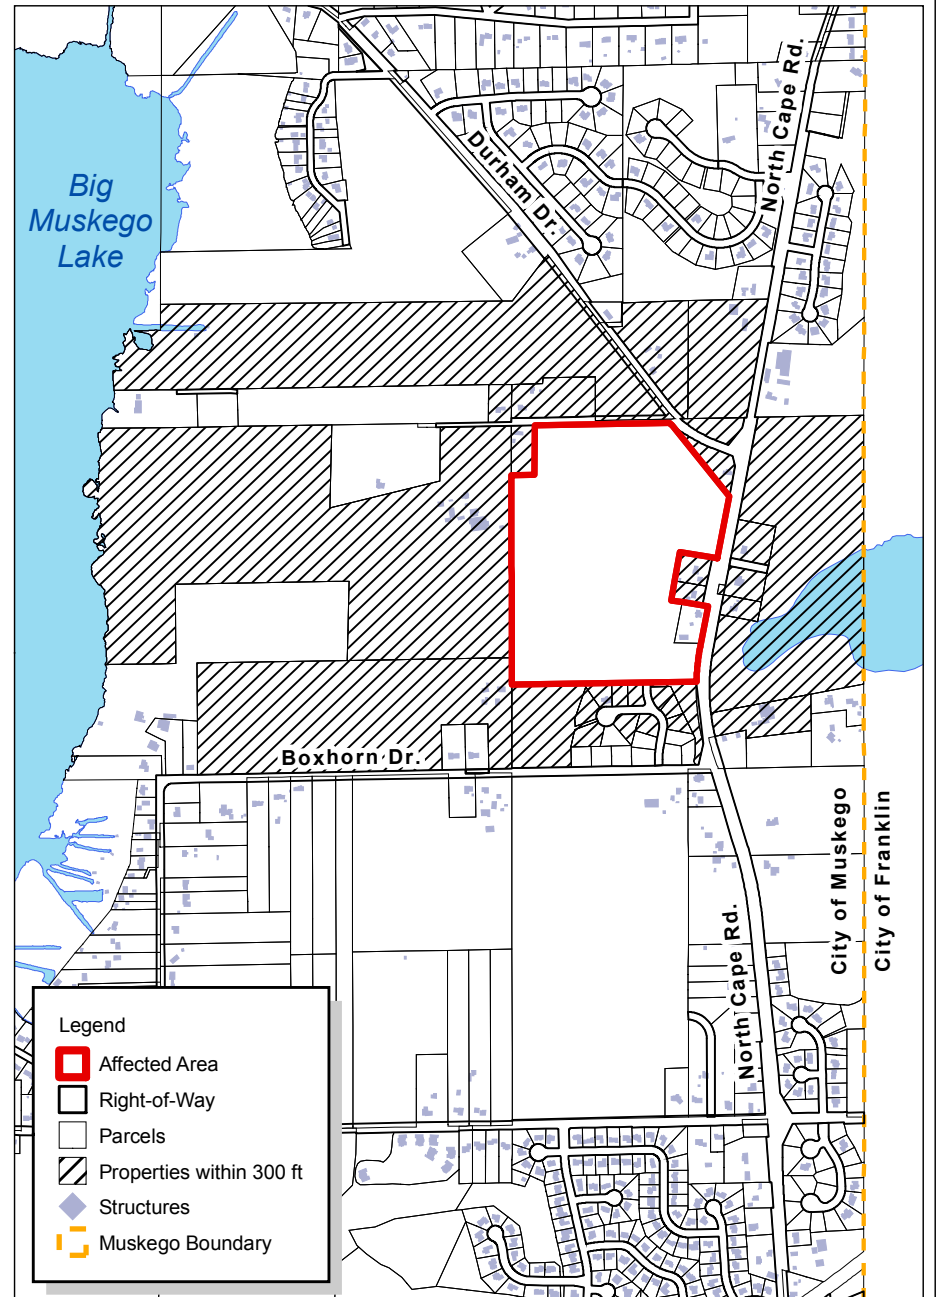 North Cape Rd.
Durham Dr.
Big
Muskego
Lake
Boxhorn Dr.
City of Muskego
City of Franklin
North Cape Rd.
Legend
Affected Area
Right-of-Way
Parcels
Properties within 300 ft
Structures
Muskego Boundary